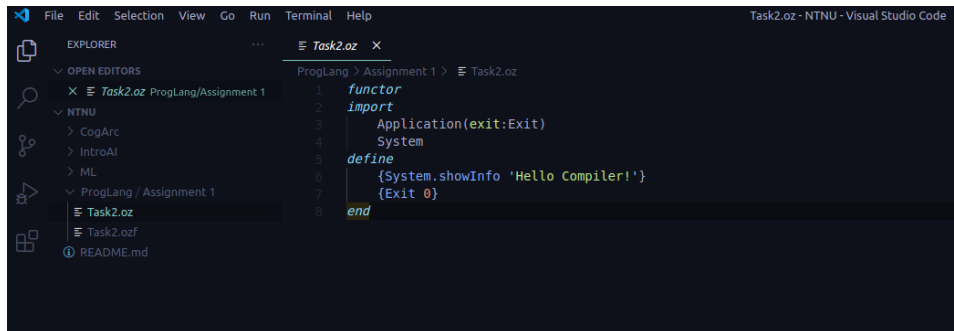 File Edit Selection View Go Run Terminal Help
Task2.oz - NTNU - Visual Studio Code
EXPLORER ···
OPEN EDITORS
Task2.oz ProgLang/Assignment 1
NTNU
CogArc
IntroAI
ML
ProgLang / Assignment 1
Task2.oz
Task2.ozf
README.md
Task2.oz
ProgLang > Assignment 1 > Task2.oz
1 functor
2 import
3 Application(exit:Exit)
4 System
5 define
6 {System.showInfo 'Hello Compiler!'}
7 {Exit 0}
8 end